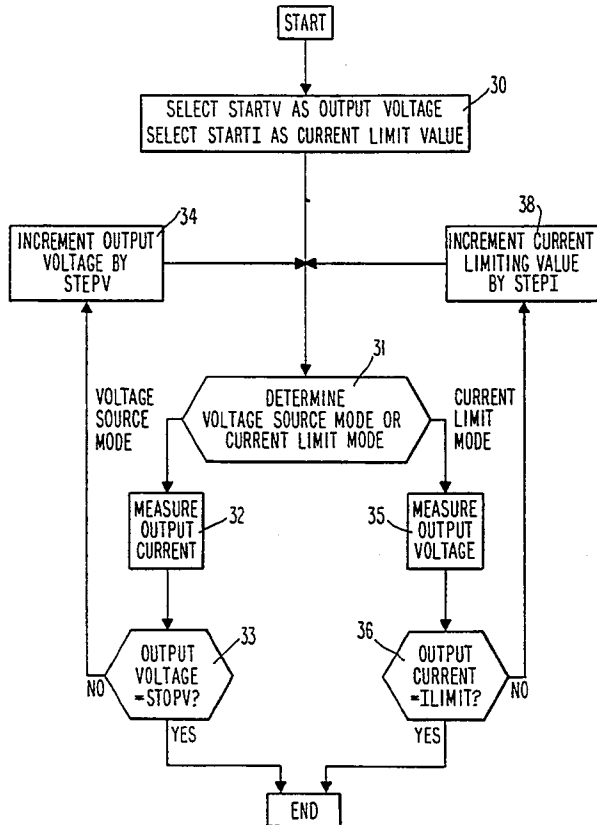 START
30
SELECT STARTV AS OUTPUT VOLTAGE
SELECT STARTI AS CURRENT LIMIT VALUE
34
INCREMENT OUTPUT
VOLTAGE BY
STEPV
38
INCREMENT CURRENT
LIMITING VALUE
BY STEPI
31
DETERMINE
VOLTAGE SOURCE MODE OR
CURRENT LIMIT MODE
VOLTAGE
SOURCE
MODE
CURRENT
LIMIT
MODE
MEASURE
OUTPUT
CURRENT
32
35
MEASURE
OUTPUT
VOLTAGE
33
OUTPUT
VOLTAGE
=STOPV?
NO
YES
36
OUTPUT
CURRENT
=ILIMIT?
NO
YES
END